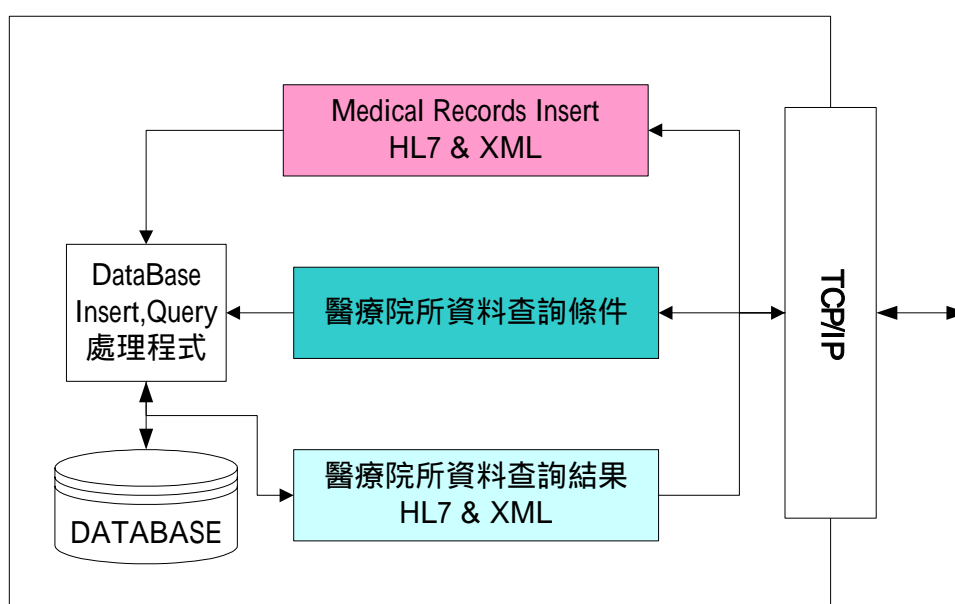 Medical Records Insert
HL7 & XML
DataBase
Insert,Query
處理程式
醫療院所資料查詢條件
TCP/IP
醫療院所資料查詢結果
HL7 & XML
DATABASE